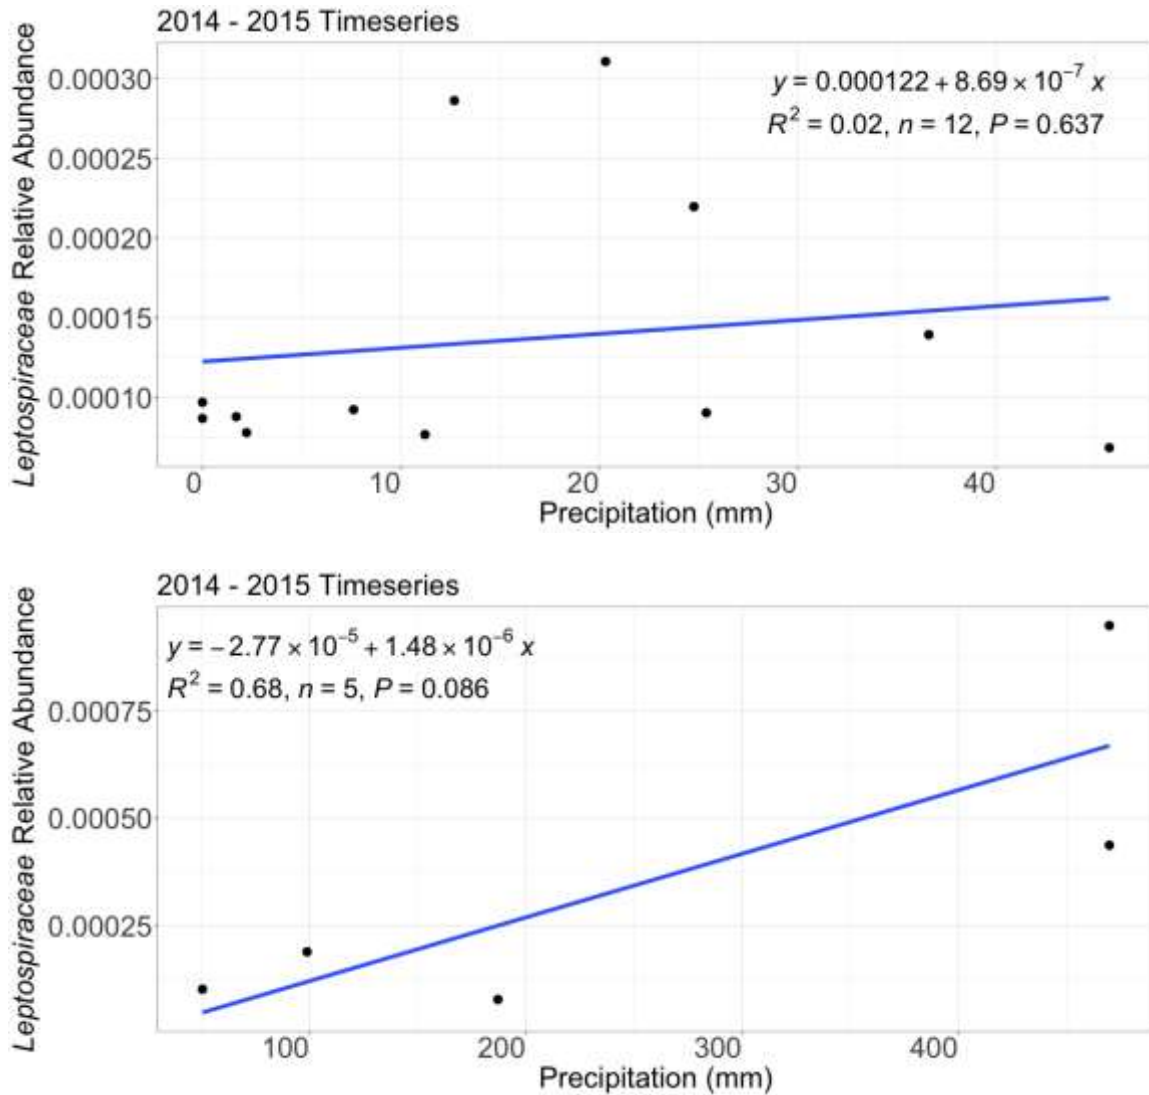 2014 - 2015 Timeseries
Leptospiraceae Relative Abundance
0.00030
0.00025
0.00020
0.00015
0.00010
y = 0.000122 + 8.69 × 10⁻⁷ x
R² = 0.02, n = 12, P = 0.637
0 10 20 30 40
Precipitation (mm)
2014 - 2015 Timeseries
Leptospiraceae Relative Abundance
y = − 2.77 × 10⁻⁵ + 1.48 × 10⁻⁶ x
R² = 0.68, n = 5, P = 0.086
0.00075
0.00050
0.00025
100 200 300 400
Precipitation (mm)